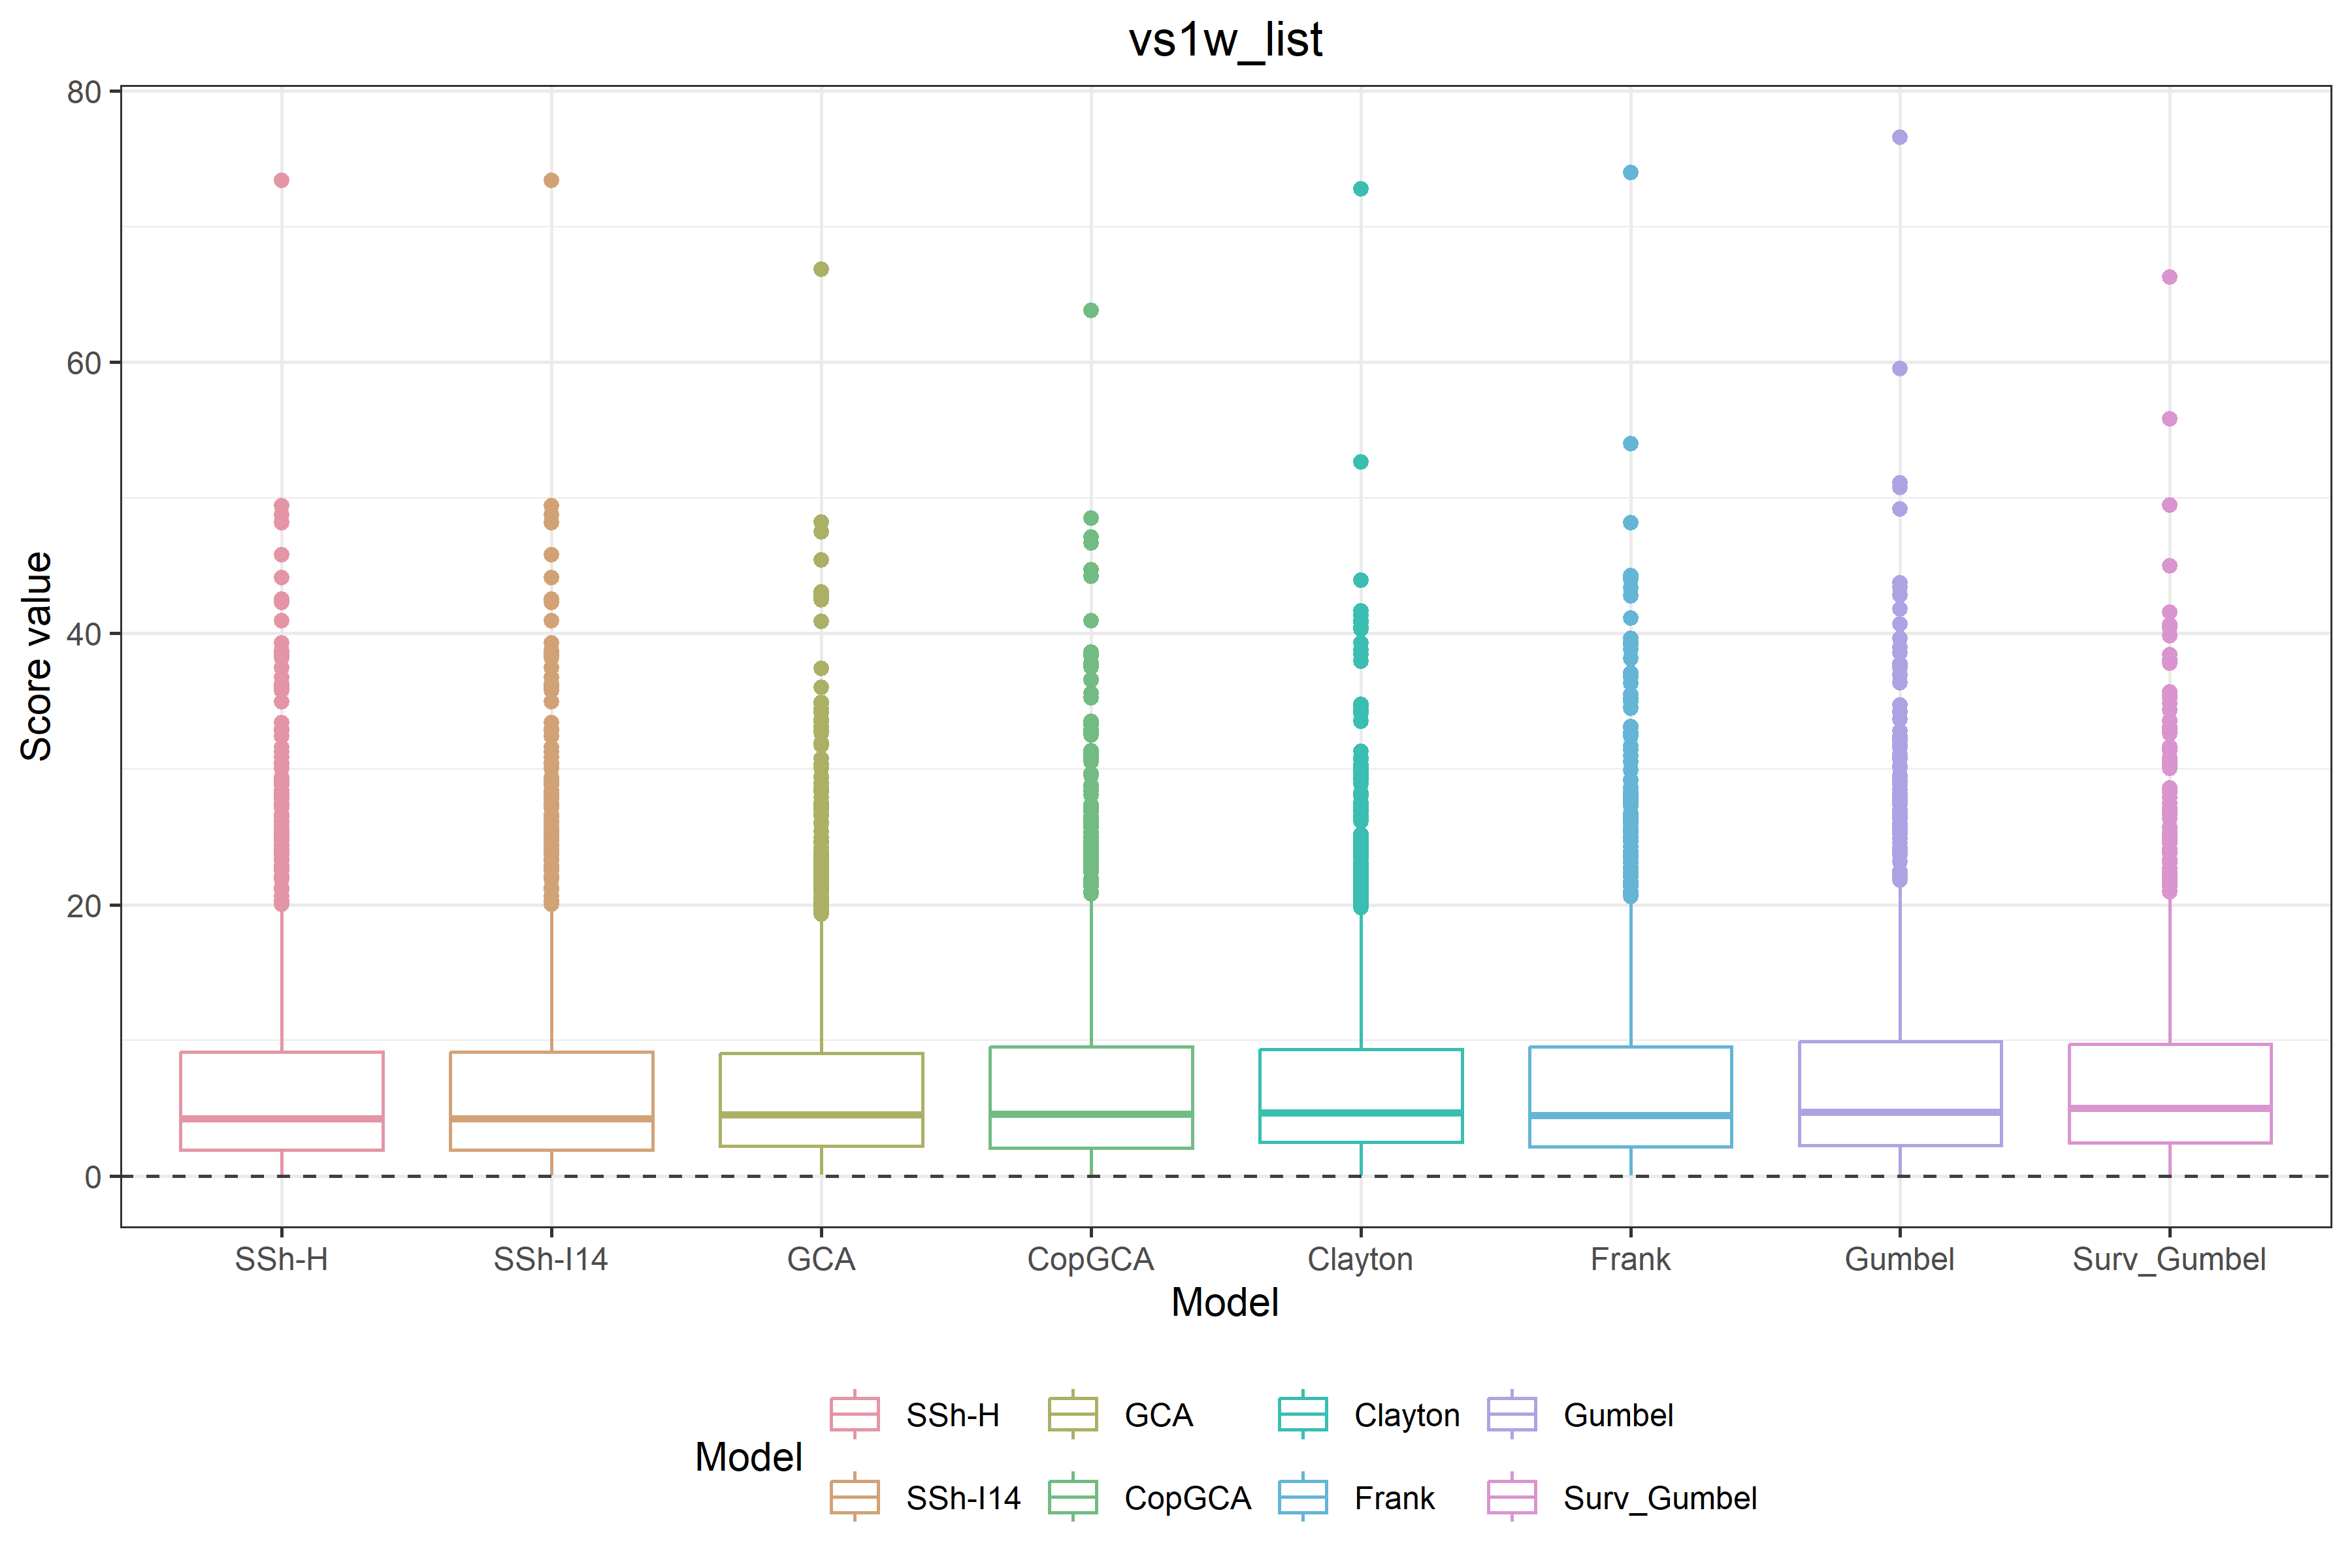 vs1w_list
80
60
40
20
0
Score value
SSh-H SSh-I14 GCA CopGCA Clayton Frank Gumbel Surv_Gumbel
Model
Model
SSh-H GCA Clayton Gumbel
SSh-I14 CopGCA Frank Surv_Gumbel